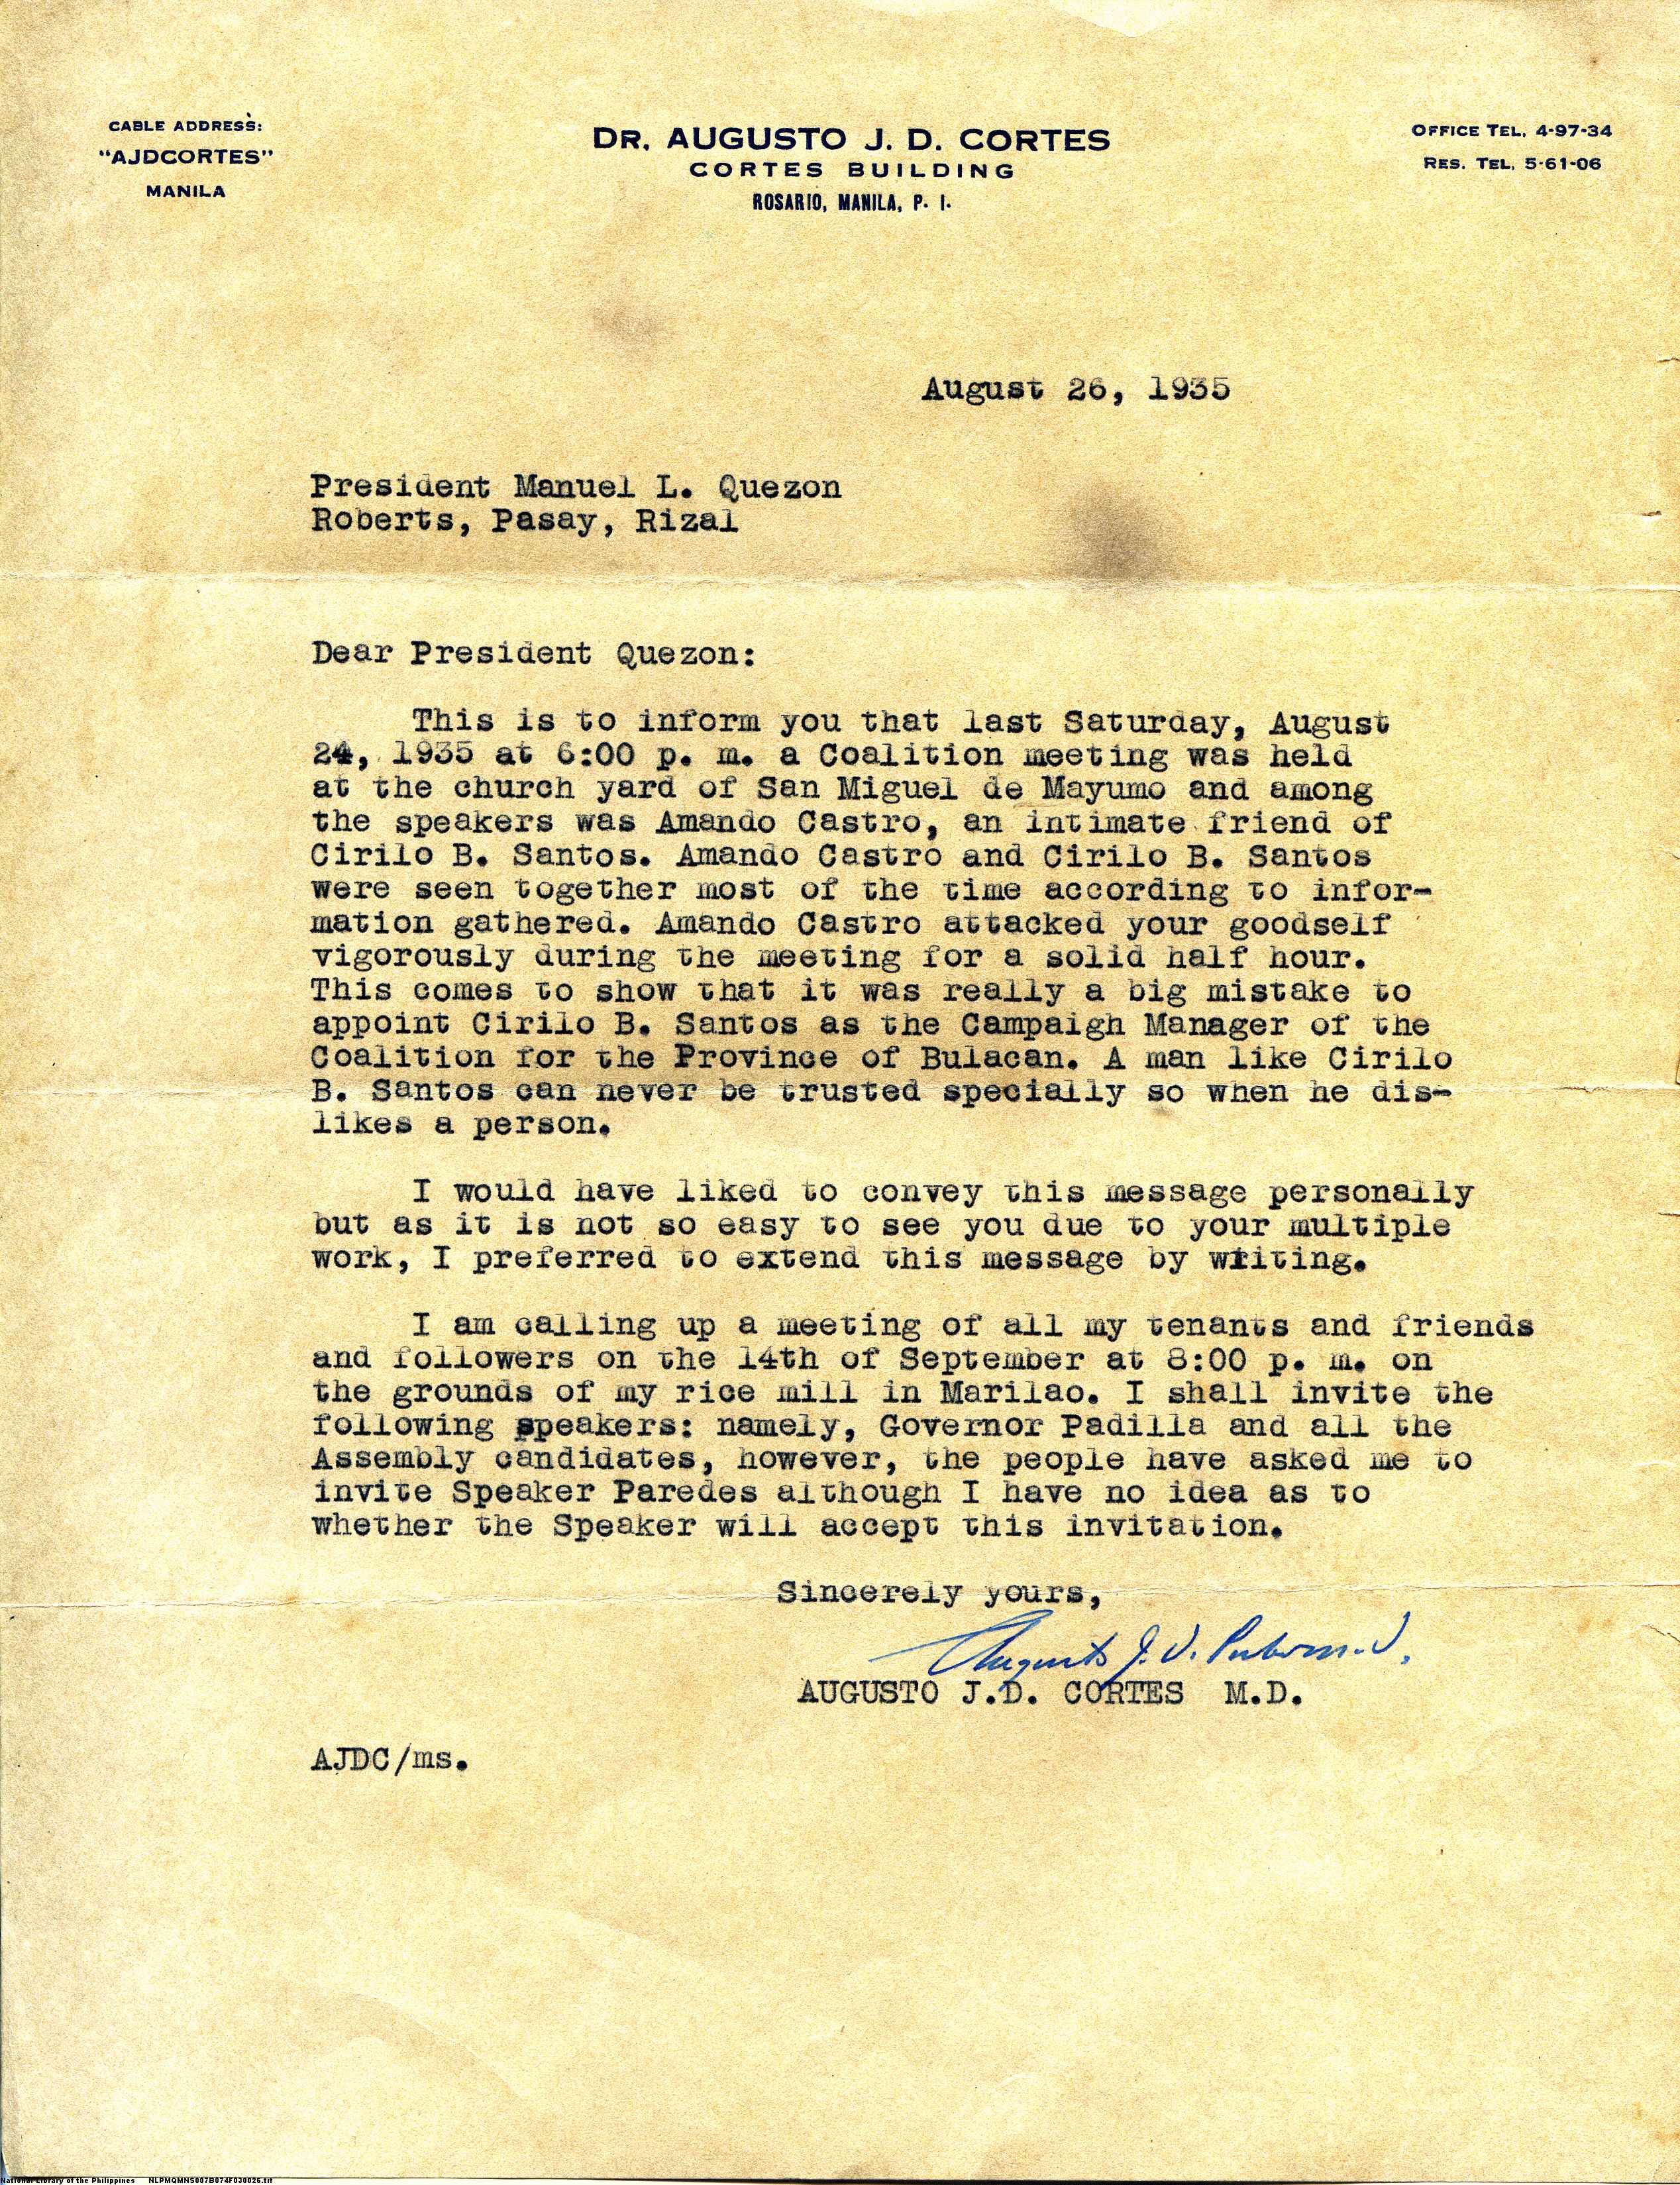 CABLE ADDRESS:
"AJDCORTES"
MANILA
DR. AUGUSTO J. D. CORTES
CORTES BUILDING
ROSARIO, MANILA, P. I.
OFFICE TEL. 4-97-34
RES. TEL. 5-61-06
August 26, 1935
President Manuel L. Quezon
Roberts, Pasay, Rizal
Dear President Quezon:
This is to inform you that last Saturday, August
24, 1935 at 6:00 p. m. a Coalition meeting was held
at the church yard of San Miguel de Mayumo and among
the speakers was Amando Castro, an intimate friend of
Cirilo B. Santos. Amando Castro and Cirilo B. Santos
were seen together most of the time according to infor-
mation gathered. Amando Castro attacked your goodself
vigorously during the meeting for a solid half hour.
This comes to show that it was really a big mistake to
appoint Cirilo B. Santos as the Campaigh Manager of the
Coalition for the Province of Bulacan. A man like Cirilo
B. Santos can never be trusted specially so when he dis-
likes a person.
I would have liked to convey this message personally
but as it is not so easy to see you due to your multiple
work, I preferred to extend this message by writing.
I am calling up a meeting of all my tenants and friends
and followers on the 14th of September at 8:00 p. m. on
the grounds of my rice mill in Marilao. I shall invite the
following speakers: namely, Governor Padilla and all the
Assembly candidates, however, the people have asked me to
invite Speaker Paredes although I have no idea as to
whether the Speaker will accept this invitation.
Sincerely yours,
AUGUSTO J.D. CORTES M.D.
AJDC/ms.
National Library of the Philippines NLPMQMNS007B074F030026.tif